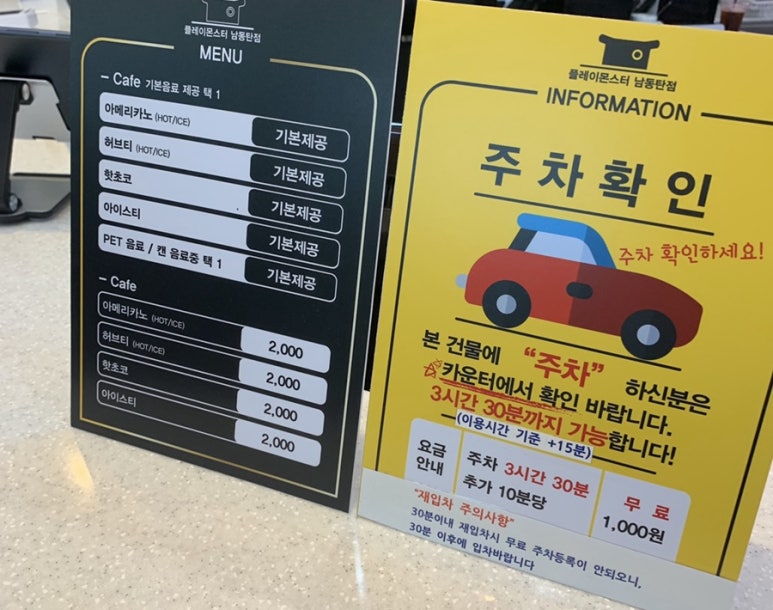 플레이몬스터 남동탄점
MENU
– Cafe 기본음료 제공 택 1
아메리카노 (HOT/ICE) 기본제공
허브티 (HOT/ICE) 기본제공
핫초코 기본제공
아이스티 기본제공
PET 음료 / 캔 음료중 택 1 기본제공
– Cafe
아메리카노 (HOT/ICE) 2,000
허브티 (HOT/ICE) 2,000
핫초코 2,000
아이스티 2,000
플레이몬스터 남동탄점
INFORMATION
주차확인
주차 확인하세요!
본 건물에 “주차” 하신분은
카운터에서 확인 바랍니다.
3시간 30분까지 가능합니다!
(이용시간 기준 +15분)
요금 안내
주차 3시간 30분 무료
추가 10분당 1,000원
"재입차 주의사항"
30분이내 재입차시 무료 주차등록이 안되오니,
30분 이후에 입차바랍니다